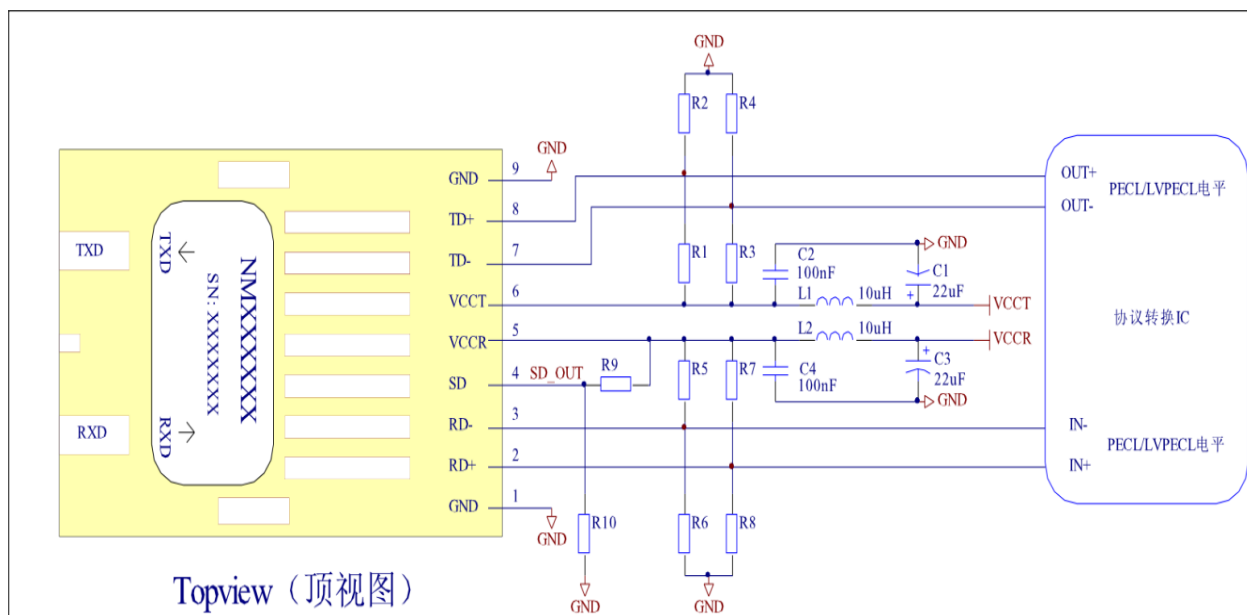 GND
R2
R4
GND
9
GND
OUT+
PECL/LVPECL电平
8
TD+
OUT-
TXD
TXD
7
TD-
R1
R3
C2
100nF
GND
C1
22uF
NMXXXXXX
SN: XXXXXXX
6
VCCT
L1
10uH
VCCT
协议转换IC
5
VCCR
L2
10uH
VCCR
4
SD
SD_OUT
R9
R5
R7
C4
100nF
C3
22uF
GND
RXD
RXD
3
RD-
IN-
PECL/LVPECL电平
2
RD+
IN+
1
GND
GND
R10
R6
R8
GND
GND
Topview（顶视图）